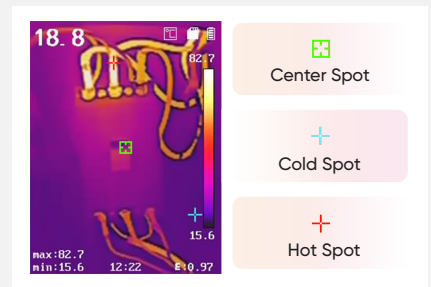 18.8 °C
82.7
15.6
max:82.7
min:15.6 12:22 E:0.97
Center Spot
Cold Spot
Hot Spot